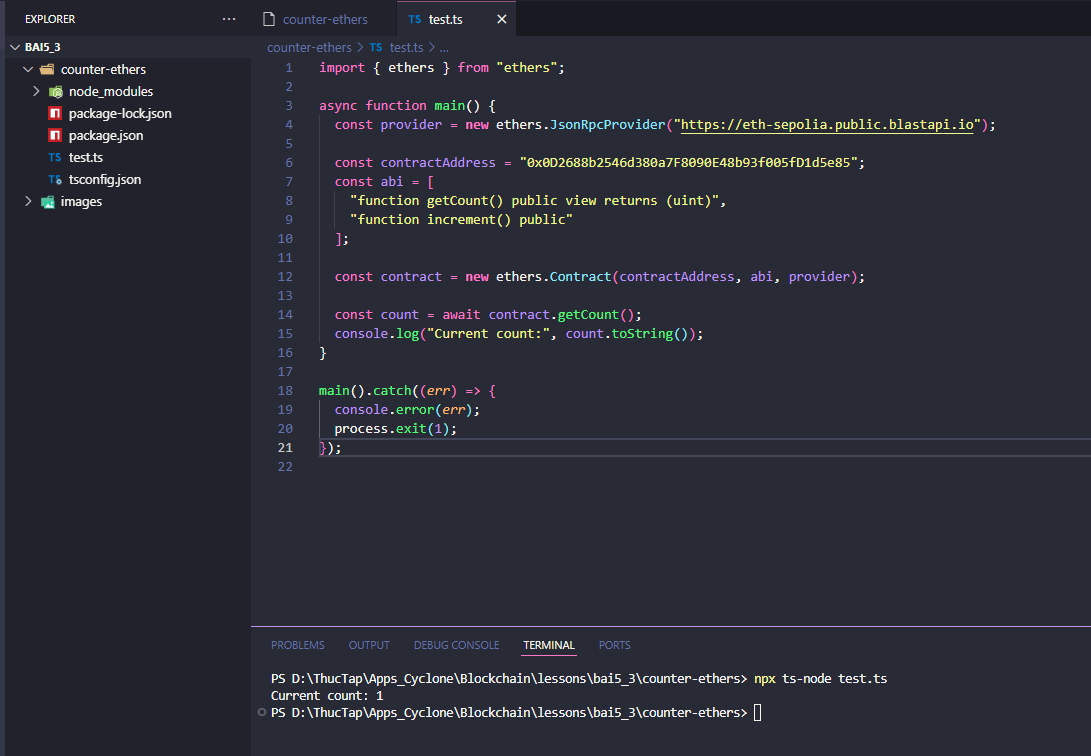 EXPLORER ···
BAI5_3
counter-ethers
node_modules
package-lock.json
package.json
TS test.ts
TS tsconfig.json
images
counter-ethers TS test.ts ×
counter-ethers > TS test.ts > ...
1 import { ethers } from "ethers";
2
3 async function main() {
4 const provider = new ethers.JsonRpcProvider("https://eth-sepolia.public.blastapi.io");
5
6 const contractAddress = "0x0D2688b2546d380a7F8090E48b93f005fD1d5e85";
7 const abi = [
8 "function getCount() public view returns (uint)",
9 "function increment() public"
10 ];
11
12 const contract = new ethers.Contract(contractAddress, abi, provider);
13
14 const count = await contract.getCount();
15 console.log("Current count:", count.toString());
16 }
17
18 main().catch((err) => {
19 console.error(err);
20 process.exit(1);
21 });
22
PROBLEMS OUTPUT DEBUG CONSOLE TERMINAL PORTS
PS D:\ThucTap\Apps_Cyclone\Blockchain\lessons\bai5_3\counter-ethers> npx ts-node test.ts
Current count: 1
PS D:\ThucTap\Apps_Cyclone\Blockchain\lessons\bai5_3\counter-ethers>